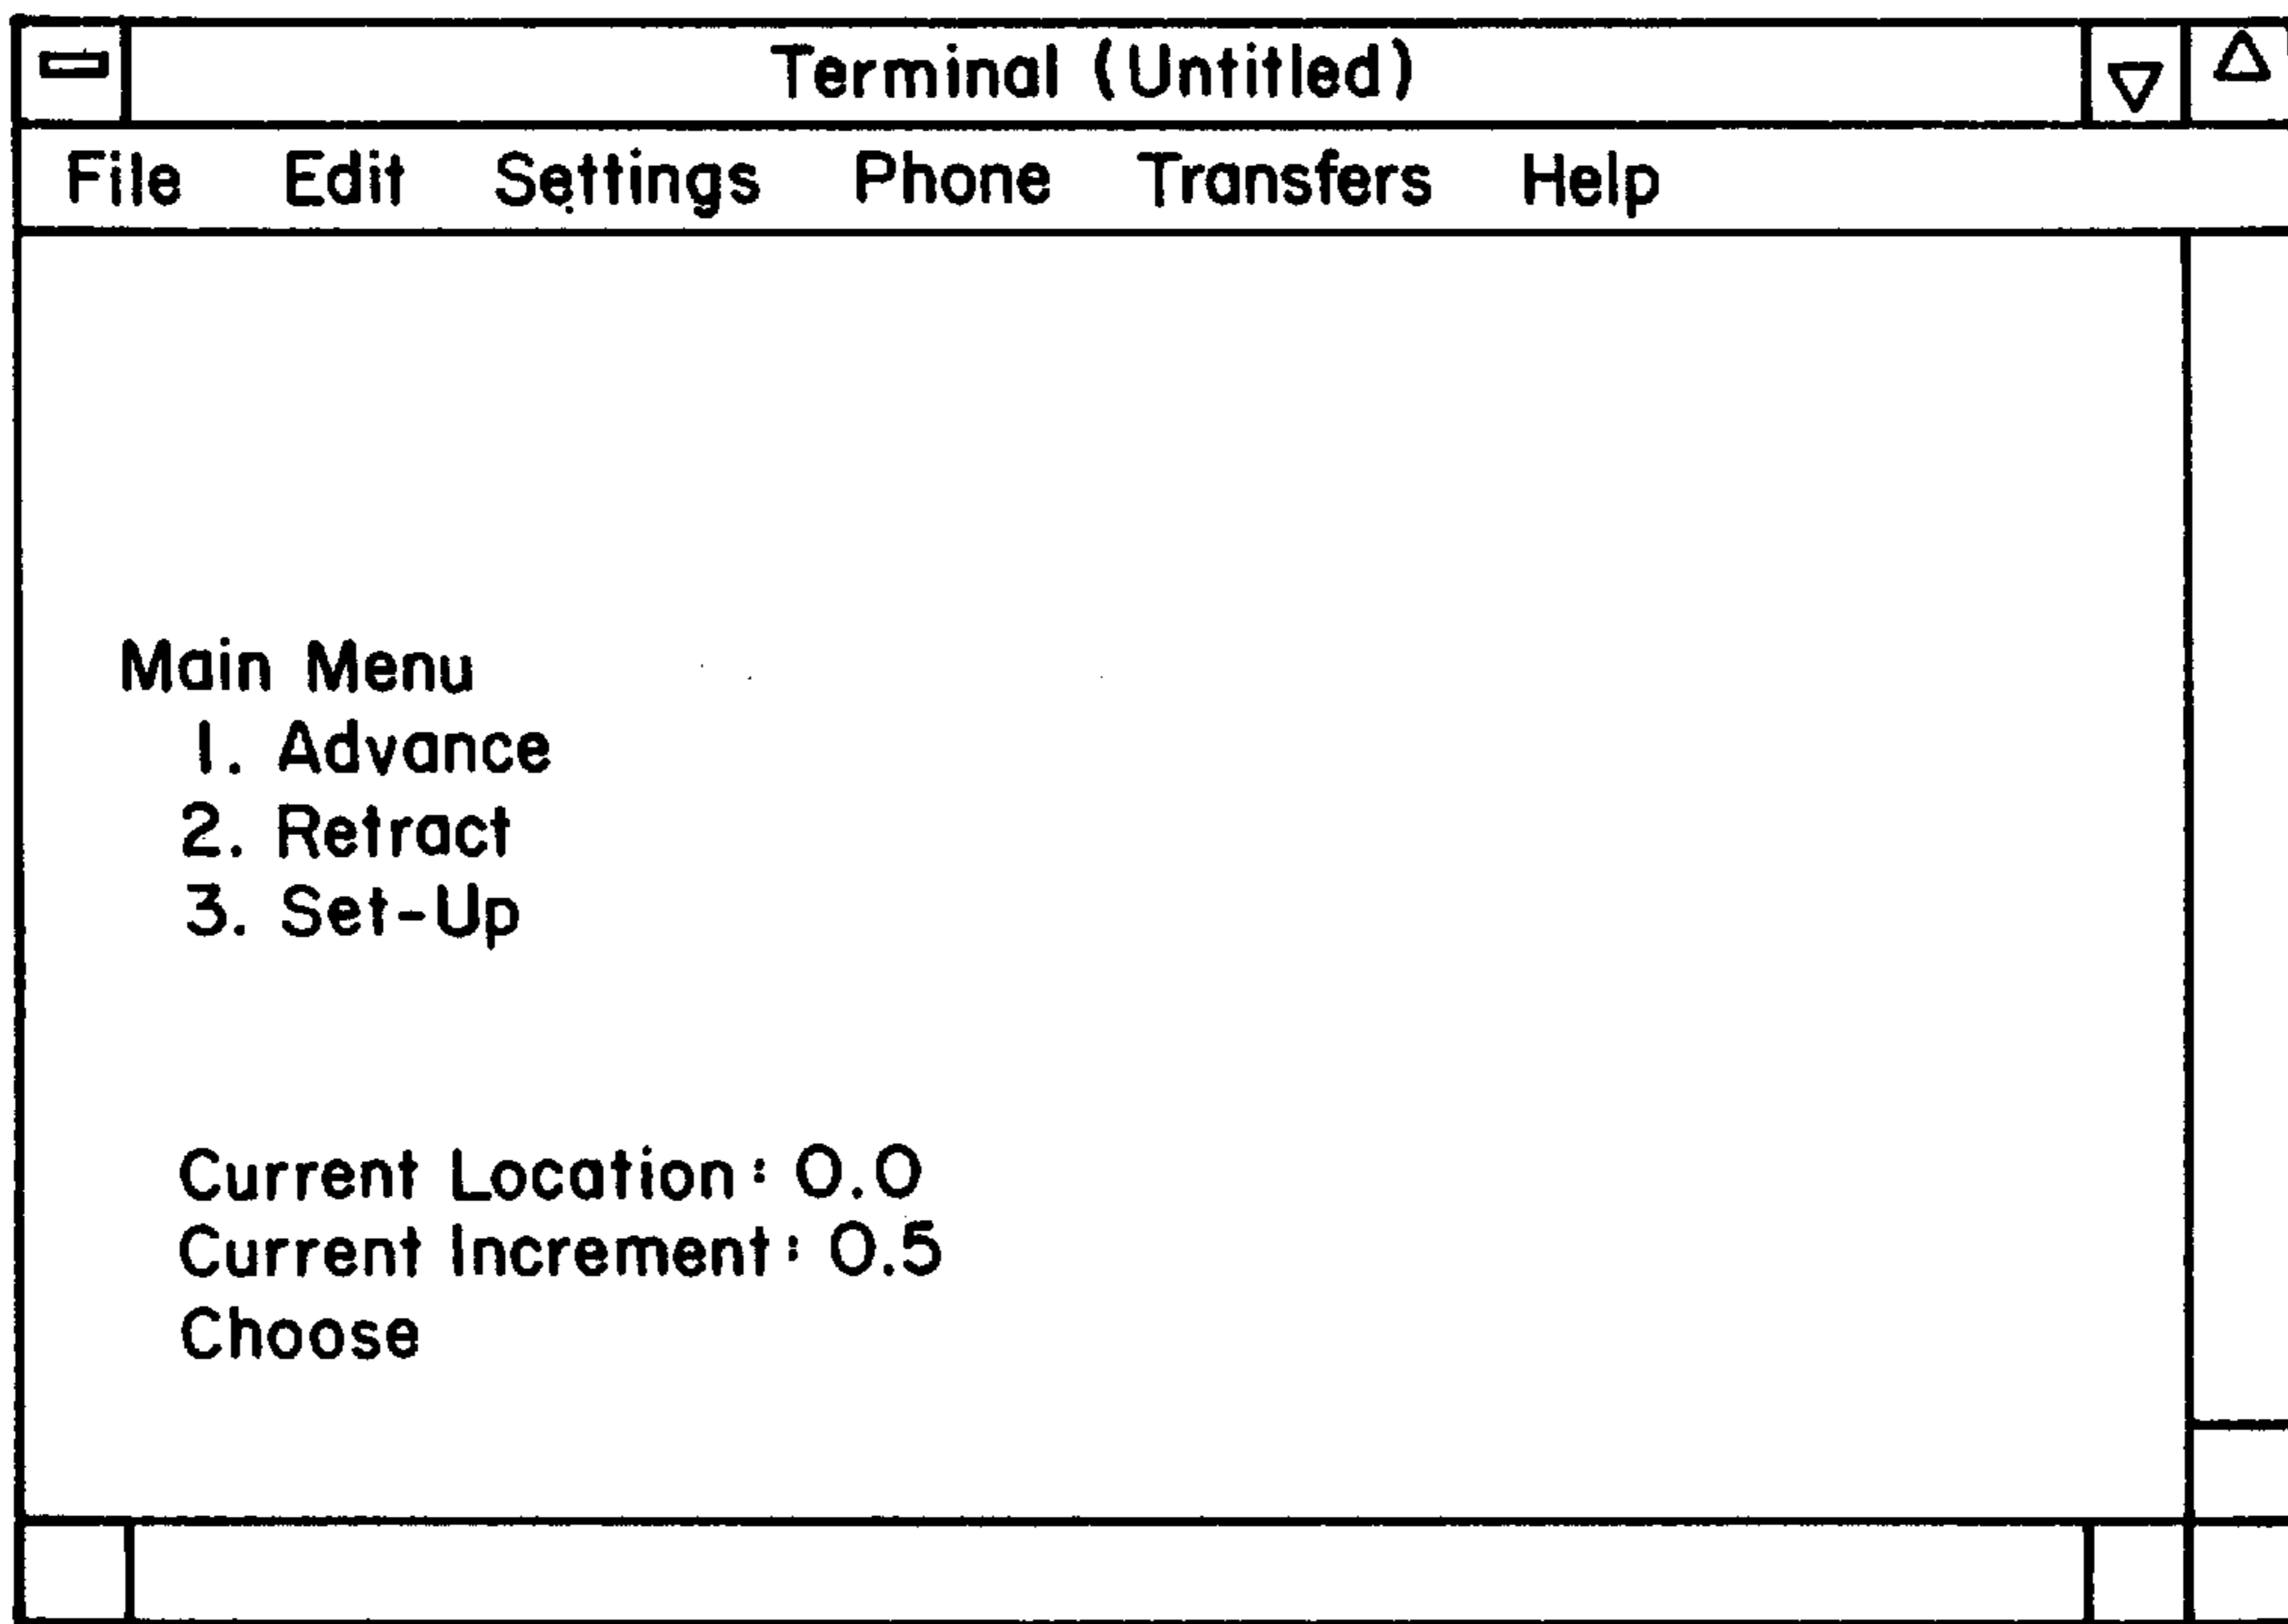 Terminal (Untitled)
File Edit Settings Phone Transfers Help
Main Menu
1. Advance
2. Retract
3. Set-Up
Current Location: 0.0
Current Increment: 0.5
Choose